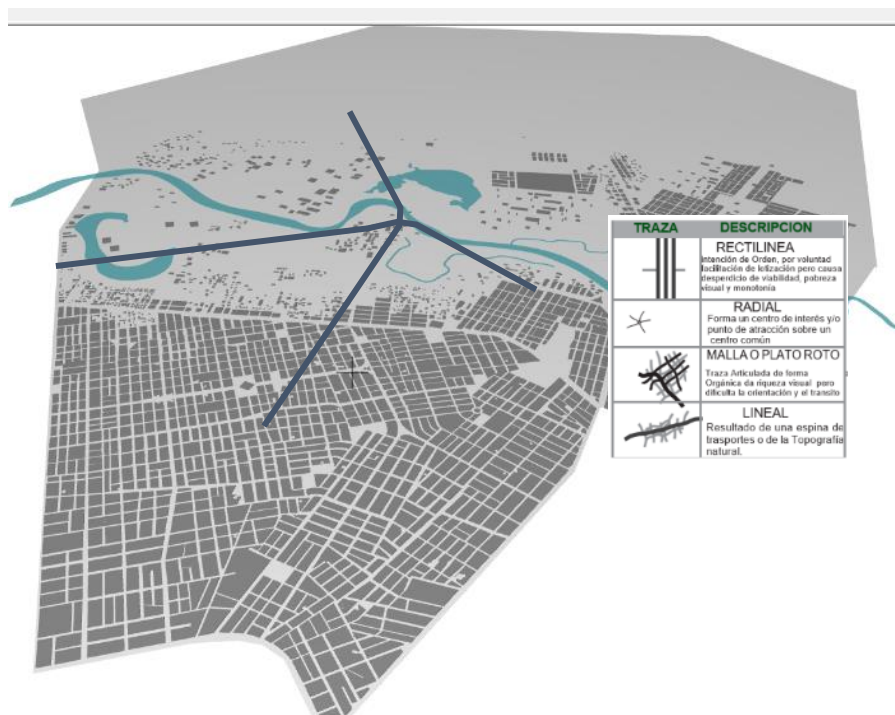 TRAZA DESCRIPCION
RECTILINEA
Intención de Orden, por voluntad
facilitación de lotización pero causa
desperdicio de viabilidad, pobreza
visual y monotonía
RADIAL
Forma un centro de interés y/o
punto de atracción sobre un
centro común
MALLA O PLATO ROTO
Traza Articulada de forma
Orgánica da riqueza visual pero
dificulta la orientación y el transito
LINEAL
Resultado de una espina de
trasportes o de la Topografía
natural.